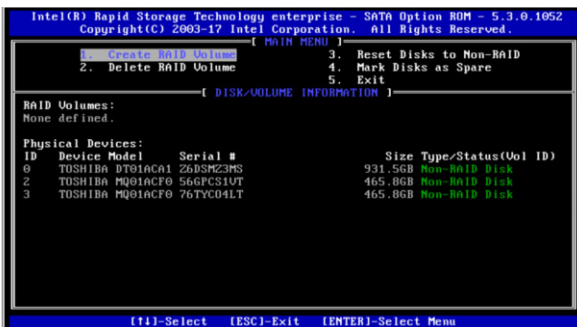 Intel(R) Rapid Storage Technology enterprise - SATA Option ROM - 5.3.0.1052
Copyright(C) 2003-17 Intel Corporation. All Rights Reserved.
[ MAIN MENU ]
1. Create RAID Volume 3. Reset Disks to Non-RAID
2. Delete RAID Volume 4. Mark Disks as Spare
5. Exit
[ DISK/VOLUME INFORMATION ]
RAID Volumes:
None defined.
Physical Devices:
ID Device Model Serial # Size Type/Status(Vol ID)
0 TOSHIBA DT01ACA1 Z6DSMZ3MS 931.5GB Non-RAID Disk
2 TOSHIBA MQ01ACF0 56GPCS1VT 465.8GB Non-RAID Disk
3 TOSHIBA MQ01ACF0 76TYCO4LT 465.8GB Non-RAID Disk
[↑↓]-Select [ESC]-Exit [ENTER]-Select Menu